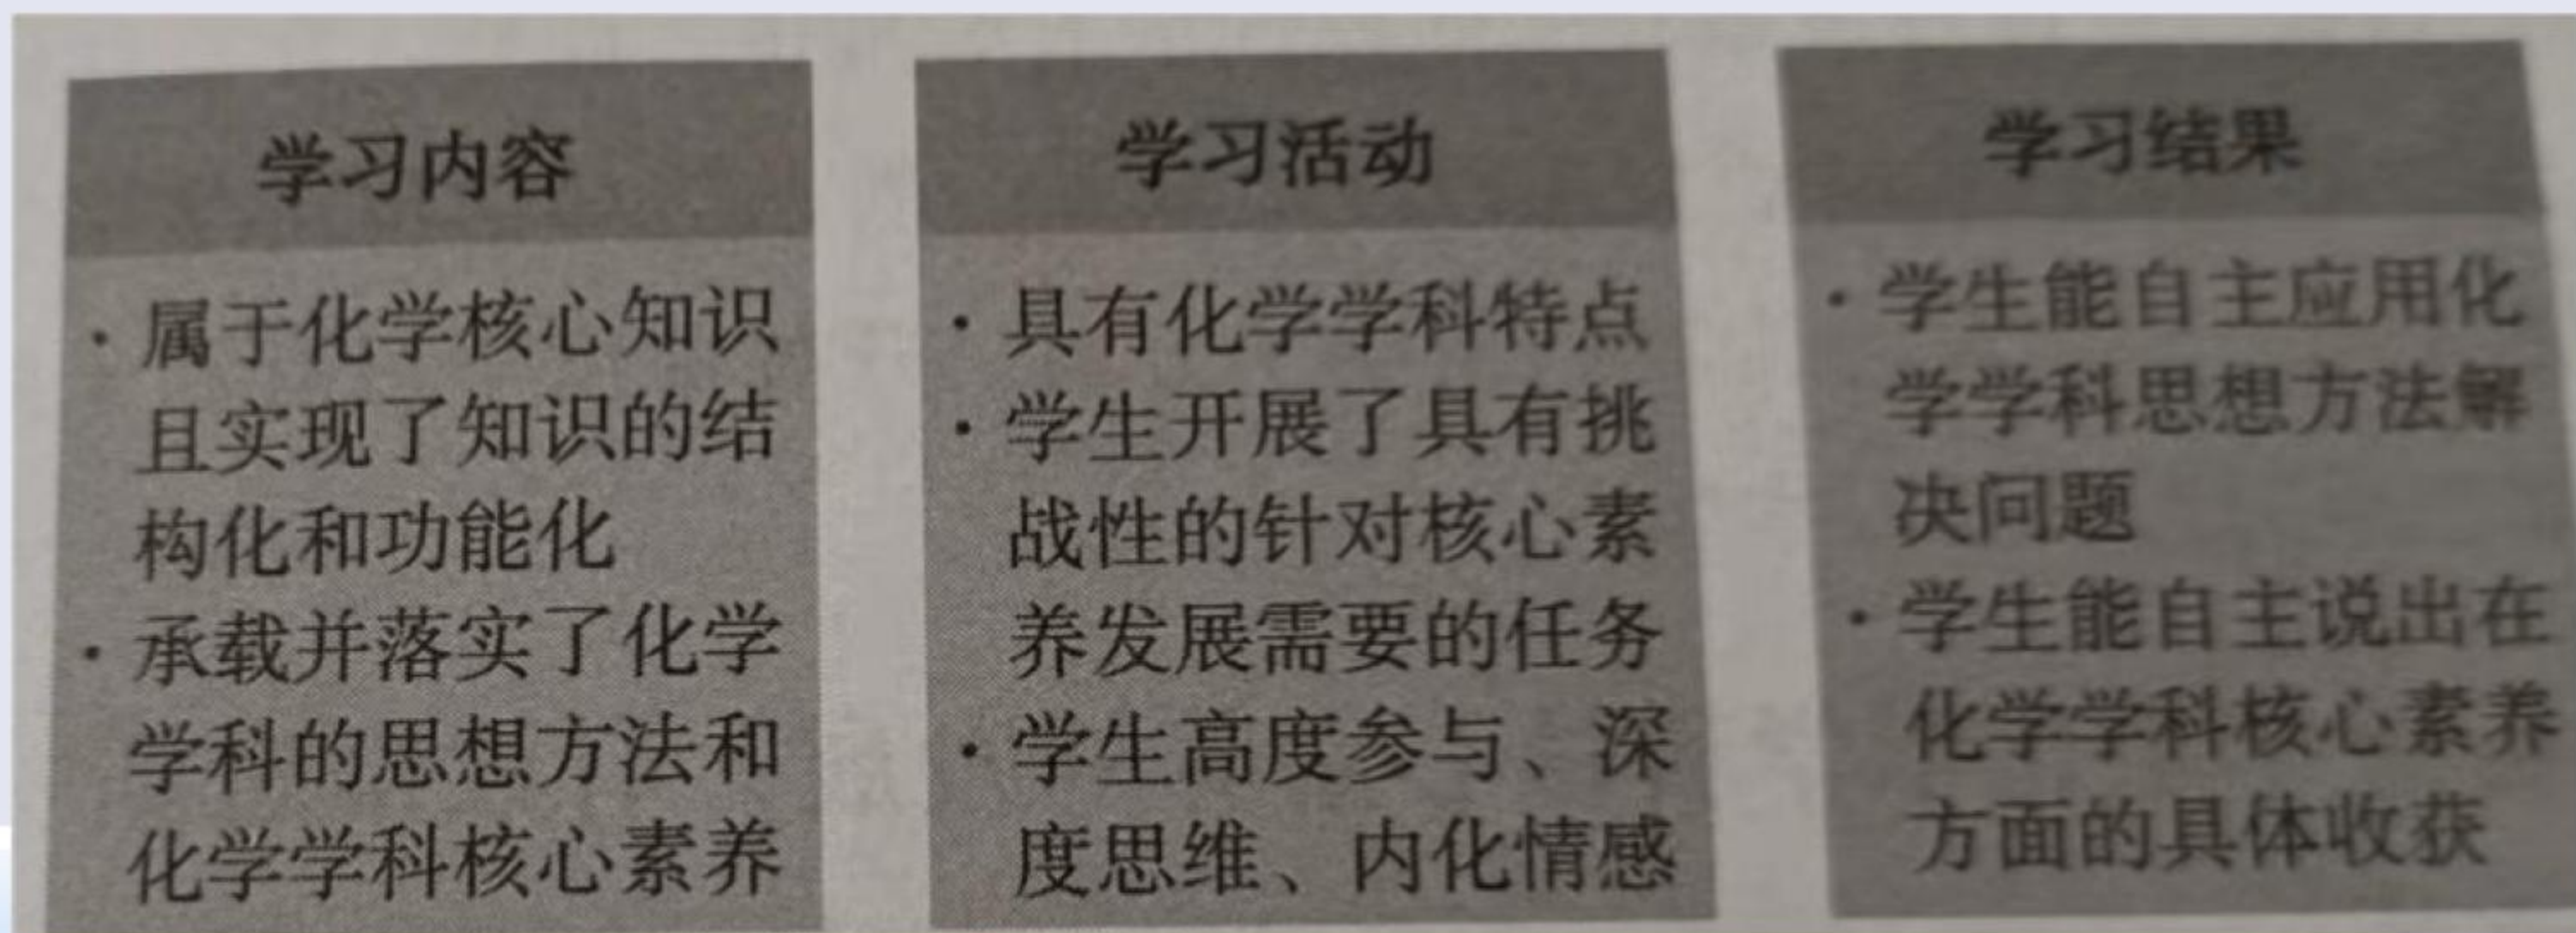 学习内容
· 属于化学核心知识
且实现了知识的结
构化和功能化
· 承载并落实了化学
学科的思想方法和
化学学科核心素养
学习活动
· 具有化学学科特点
· 学生开展了具有挑
战性的针对核心素
养发展需要的任务
· 学生高度参与、深
度思维、内化情感
学习结果
· 学生能自主应用化
学学科思想方法解
决问题
· 学生能自主说出在
化学学科核心素养
方面的具体收获